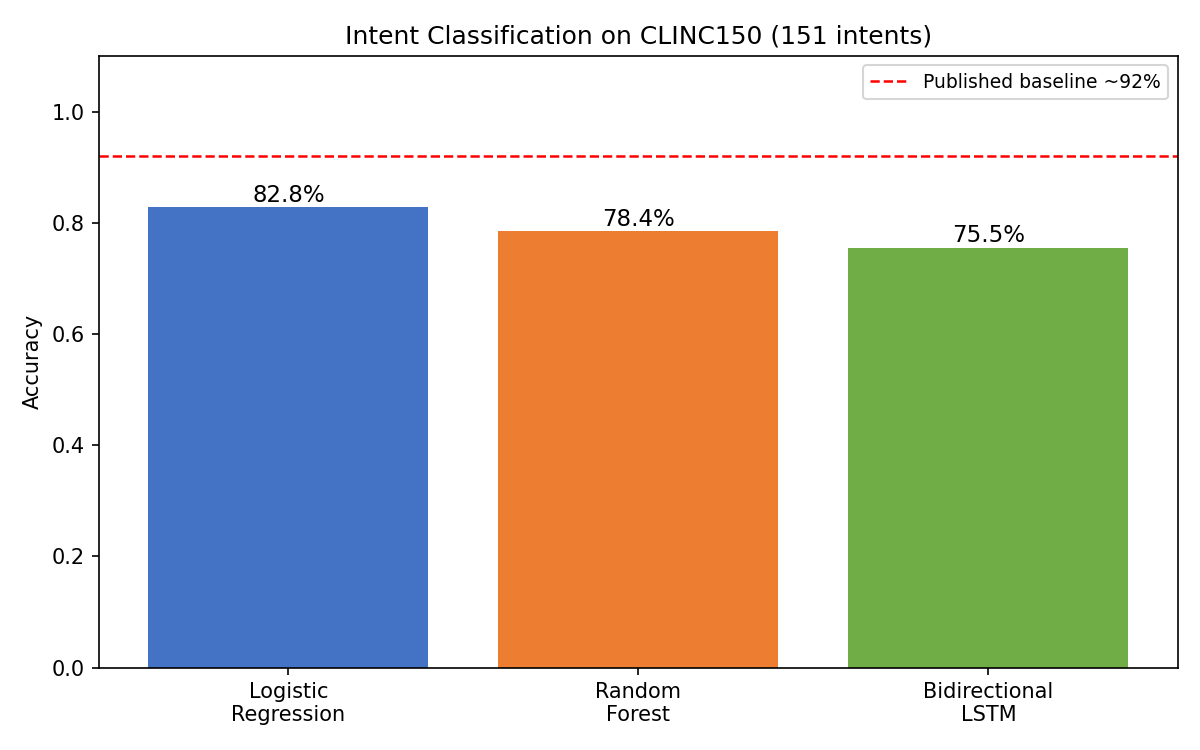 Intent Classification on CLINC150 (151 intents)
Published baseline ~92%
1.0
0.8
0.6
0.4
0.2
0.0
Accuracy
82.8%
78.4%
75.5%
Logistic
Regression
Random
Forest
Bidirectional
LSTM